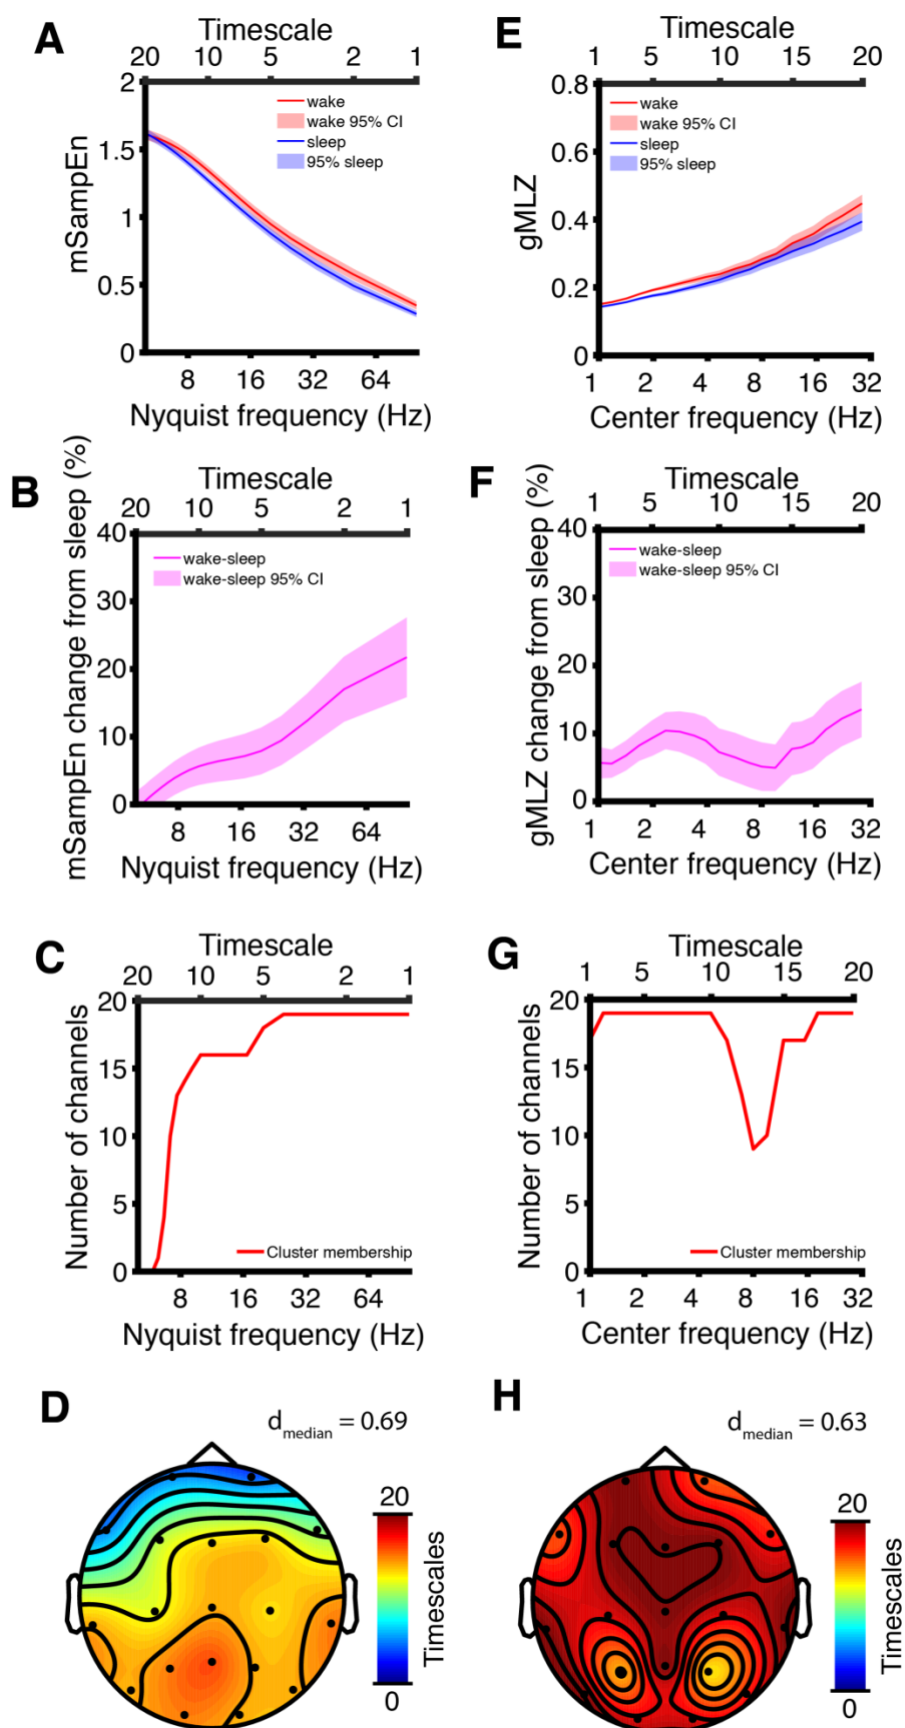 A
Timescale
20 10 5 2 1
2
1.5
1
0.5
0
mSampEn
wake
wake 95% CI
sleep
95% sleep
8 16 32 64
Nyquist frequency (Hz)
E
Timescale
1 5 10 15 20
0.8
0.6
0.4
0.2
0
gMLZ
wake
wake 95% CI
sleep
95% sleep
1 2 4 8 16 32
Center frequency (Hz)
B
Timescale
20 10 5 2 1
40
30
20
10
0
mSampEn change from sleep (%)
wake-sleep
wake-sleep 95% CI
8 16 32 64
Nyquist frequency (Hz)
F
Timescale
1 5 10 15 20
40
30
20
10
0
gMLZ change from sleep (%)
wake-sleep
wake-sleep 95% CI
1 2 4 8 16 32
Center frequency (Hz)
C
Timescale
20 10 5 2 1
20
15
10
5
0
Number of channels
Cluster membership
8 16 32 64
Nyquist frequency (Hz)
G
Timescale
1 5 10 15 20
20
15
10
5
0
Number of channels
Cluster membership
1 2 4 8 16 32
Center frequency (Hz)
D
d median = 0.69
20
0
Timescales
H
d median = 0.63
20
0
Timescales